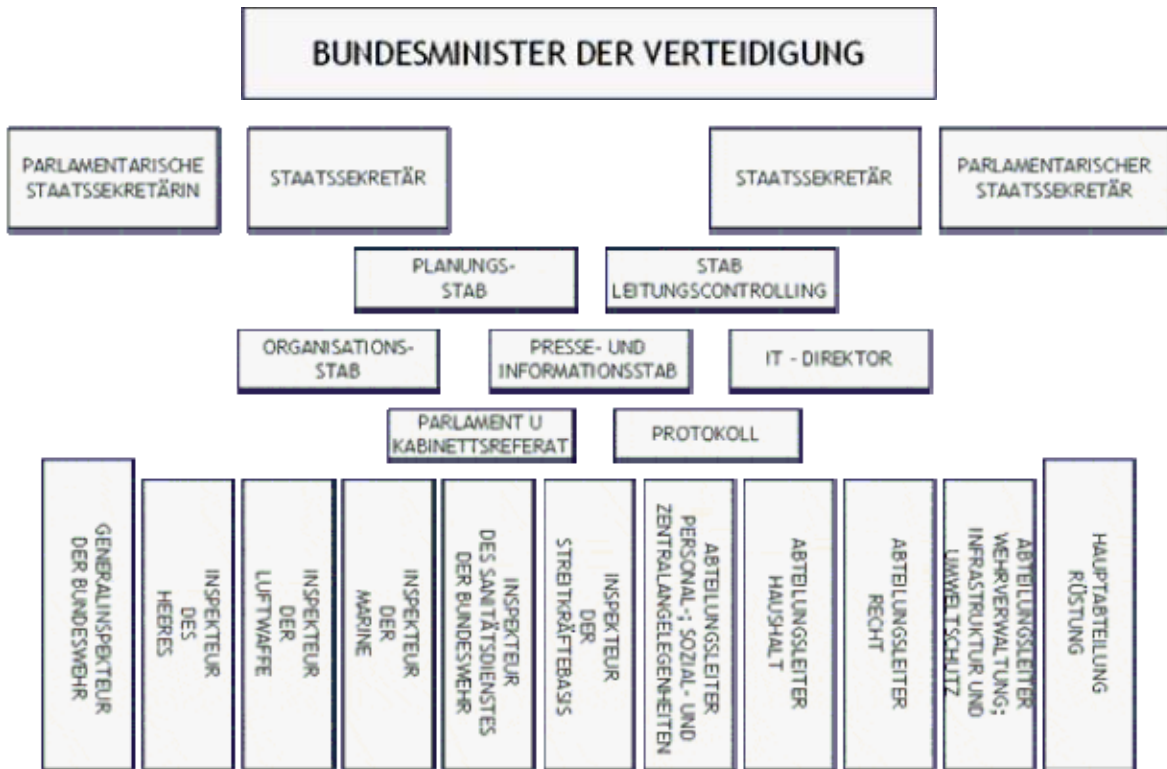 BUNDESMINISTER DER VERTEIDIGUNG
PARLAMENTARISCHE
STAATSSEKRETÄRIN
STAATSSEKRETÄR
STAATSSEKRETÄR
PARLAMENTARISCHER
STAATSSEKRETÄR
PLANUNGS-
STAB
STAB
LEITUNGSCONTROLLING
ORGANISATIONS-
STAB
PRESSE- UND
INFORMATIONSSTAB
IT - DIREKTOR
PARLAMENT U
KABINETTSREFERAT
PROTOKOLL
GENERALINSPEKTEUR
DER BUNDESWEHR
INSPEKTEUR
DES
HEERES
INSPEKTEUR
DER
LUFTWAFFE
INSPEKTEUR
DER
MARINE
INSPEKTEUR
DES SANITÄTSDIENSTES
DER BUNDESWEHR
INSPEKTEUR
DER
STREITKRÄFTEBASIS
ABTEILUNGSLEITER
PERSONAL-; SOZIAL- UND
ZENTRALANGELEGENHEITEN
ABTEILUNGSLEITER
HAUSHALT
ABTEILUNGSLEITER
RECHT
ABTEILUNGSLEITER
WEHRVERWALTUNG;
INFRASTRUKTUR UND
UMWELTSCHUTZ
HAUPTABTEILUNG
RÜSTUNG